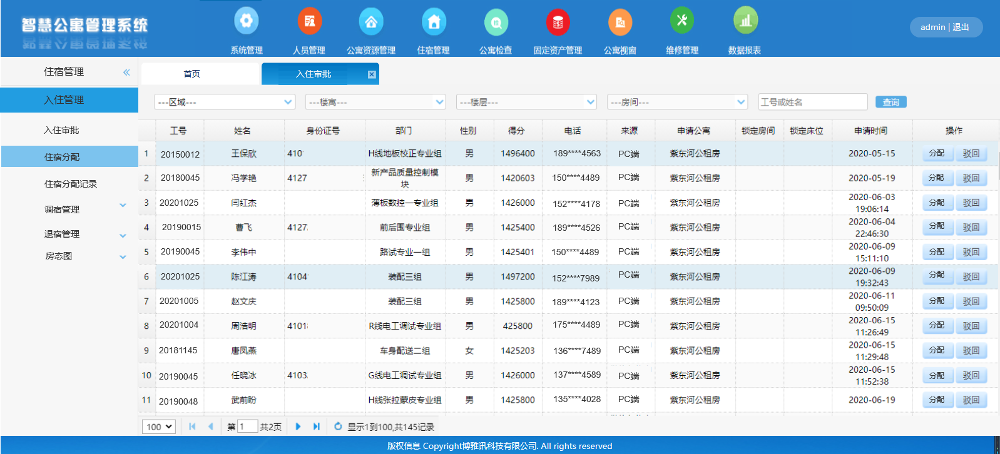 智慧公寓管理系统
系统管理 人员管理 公寓资源管理 住宿管理 公寓检查 固定资产管理 公寓视窗 维修管理 数据报表
admin | 退出
住宿管理
入住管理
入住审批
住宿分配
住宿分配记录
调宿管理
退宿管理
房态图
首页 入住审批
---区域--- ---楼寓--- ---楼层--- ---房间--- 工号或姓名 查询
工号 姓名 身份证号 部门 性别 得分 电话 来源 申请公寓 锁定房间 锁定床位 申请时间 操作
1 20150012 王保欣 410 H线地板校正专业组 男 1496400 189****4563 PC端 紫东河公租房 2020-05-15 分配 驳回
2 20180045 冯学艳 4127 新产品质量控制模块 男 1420603 150****4489 PC端 紫东河公租房 2020-05-19 分配 驳回
3 20201025 闫红杰 薄板数控一专业组 男 1426000 152****4178 PC端 紫东河公租房 2020-06-03 19:06:14 分配 驳回
4 20190015 曹飞 4127 前后围专业组 男 1425400 189****4526 PC端 紫东河公租房 2020-06-04 22:46:30 分配 驳回
5 20190045 李伟中 路试专业一组 男 1425401 150****4489 PC端 紫东河公租房 2020-06-09 15:11:10 分配 驳回
6 20201025 陈江涛 4104 装配三组 男 1497200 152****7989 PC端 紫东河公租房 2020-06-09 19:32:43 分配 驳回
7 20201005 赵文庆 装配三组 男 1425800 189****4123 PC端 紫东河公租房 2020-06-11 09:50:09 分配 驳回
8 20201004 周浩明 4101 R线电工调试专业组 男 425800 175****4489 PC端 紫东河公租房 2020-06-15 11:26:49 分配 驳回
9 20181145 唐凤燕 车身配送二组 女 1425203 136****7489 PC端 紫东河公租房 2020-06-15 11:29:48 分配 驳回
10 20190045 任晓冰 4103 G线电工调试专业组 男 1426000 137****4589 PC端 紫东河公租房 2020-06-15 11:52:38 分配 驳回
11 20190048 武前盼 H线张拉蒙皮专业组 男 1425800 135****4028 PC端 紫东河公租房 2020-06-19 分配 驳回
100 第 1 共2页 显示1到100,共145记录
版权信息 Copyright博雅讯科技有限公司. All rights reserved